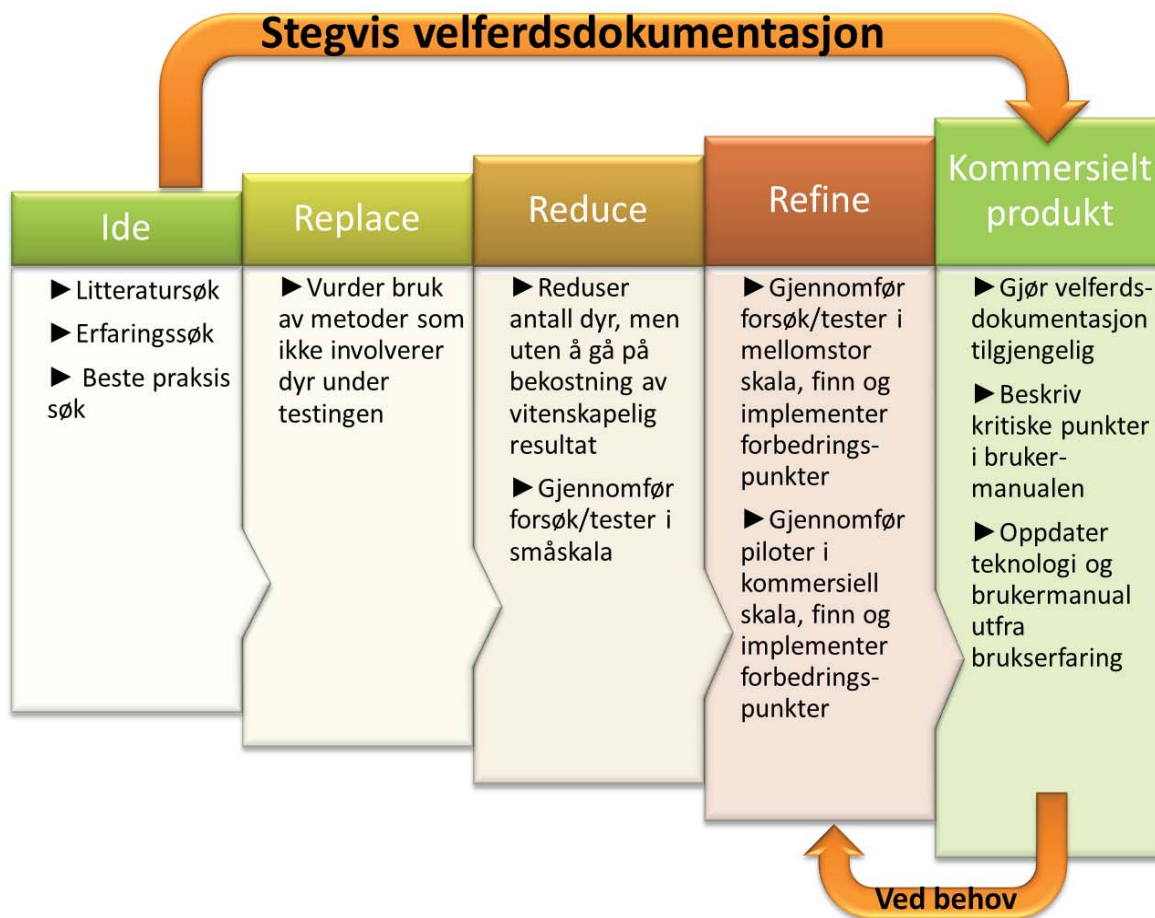 Stegvis velferdsdokumentasjon
Ide
► Litteratursøk
► Erfaringssøk
► Beste praksis
søk
Replace
► Vurder bruk
av metoder som
ikke involverer
dyr under
testingen
Reduce
► Reduser
antall dyr, men
uten å gå på
bekostning av
vitenskapelig
resultat
► Gjennomfør
forsøk/tester i
småskala
Refine
► Gjennomfør
forsøk/tester i
mellomstor
skala, finn og
implementer
forbedrings-
punkter
► Gjennomfør
piloter i
kommersiell
skala, finn og
implementer
forbedrings-
punkter
Kommersielt
produkt
► Gjør velferds-
dokumentasjon
tilgjengelig
► Beskriv
kritiske punkter
i bruker-
manualen
► Oppdater
teknologi og
brukermanual
utfra
brukserfaring
Ved behov